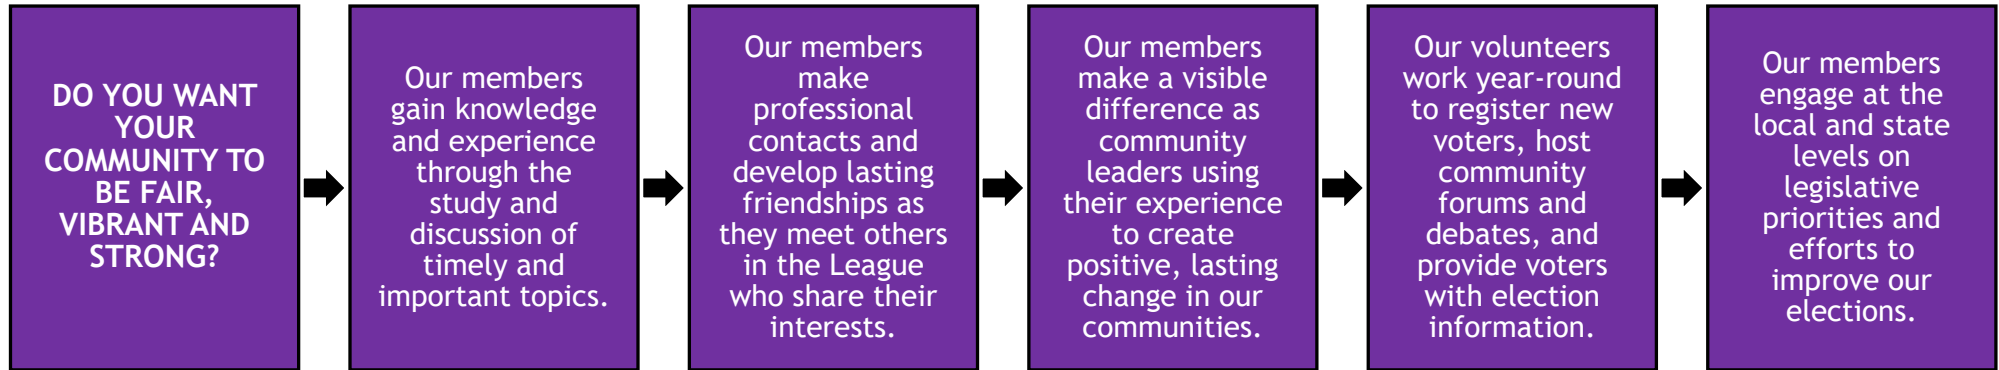 DO YOU WANT
YOUR
COMMUNITY TO
BE FAIR,
VIBRANT AND
STRONG?
Our members
gain knowledge
and experience
through the
study and
discussion of
timely and
important topics.
Our members
make
professional
contacts and
develop lasting
friendships as
they meet others
in the League
who share their
interests.
Our members
make a visible
difference as
community
leaders using
their experience
to create
positive, lasting
change in our
communities.
Our volunteers
work year-round
to register new
voters, host
community
forums and
debates, and
provide voters
with election
information.
Our members
engage at the
local and state
levels on
legislative
priorities and
efforts to
improve our
elections.